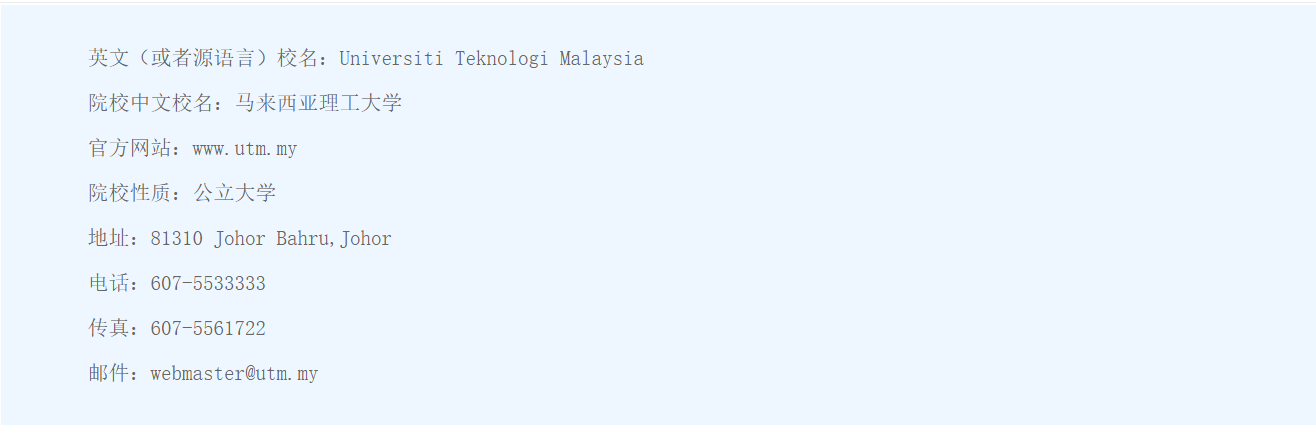 英文（或者源语言）校名：Universiti Teknologi Malaysia
院校中文校名：马来西亚理工大学
官方网站：www.utm.my
院校性质：公立大学
地址：81310 Johor Bahru,Johor
电话：607-5533333
传真：607-5561722
邮件：webmaster@utm.my